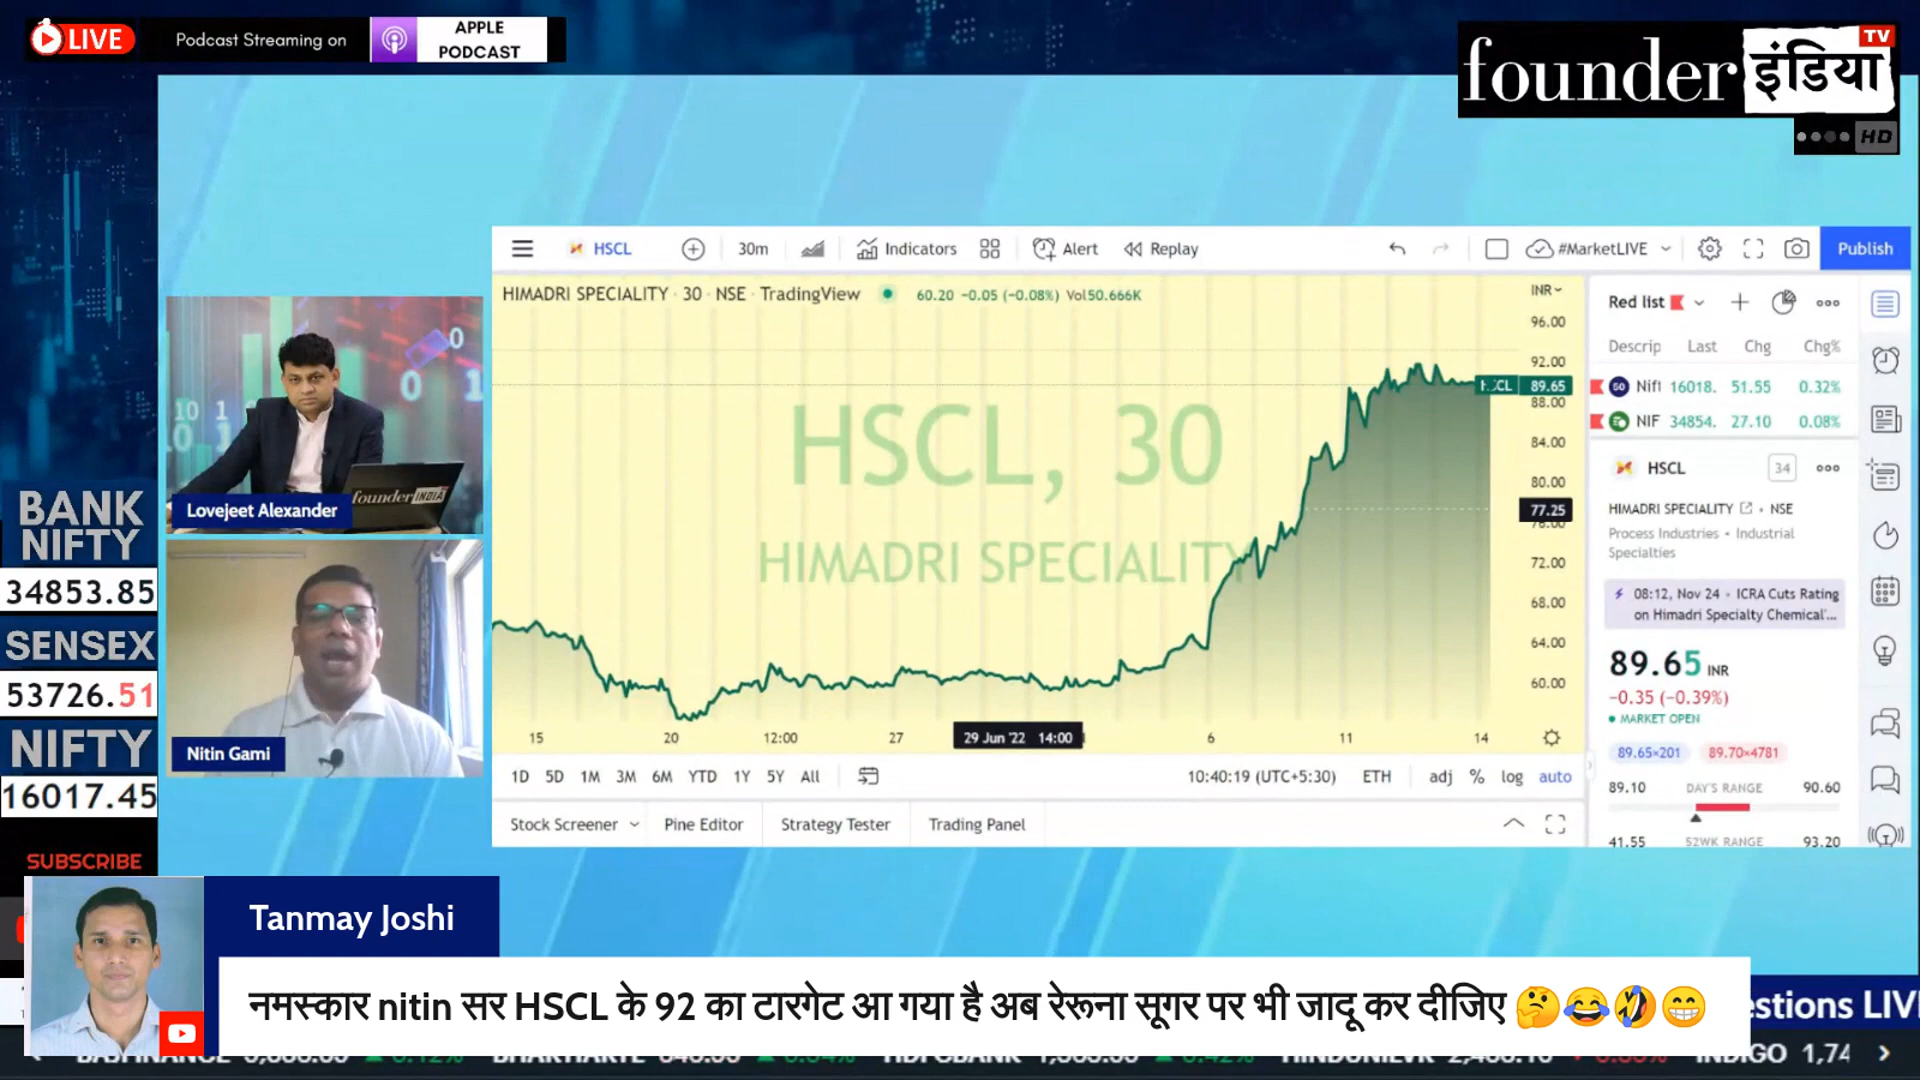 LIVE
Podcast Streaming on
APPLE
PODCAST
founder इंडिया TV
HD
HSCL
30m
Indicators
Alert
Replay
#MarketLIVE
Publish
HIMADRI SPECIALITY · 30 · NSE · TradingView
60.20 −0.05 (−0.08%) Vol50.666K
INR
96.00
92.00
HSCL 89.65
88.00
84.00
80.00
77.25
76.00
72.00
68.00
64.00
60.00
HSCL, 30
HIMADRI SPECIALITY
15 20 12:00 27 29 Jun '22 14:00 6 11 14
1D 5D 1M 3M 6M YTD 1Y 5Y All
10:40:19 (UTC+5:30) ETH adj % log auto
Stock Screener Pine Editor Strategy Tester Trading Panel
Red list
Descrip Last Chg Chg%
50 Nifl 16018. 51.55 0.32%
NIF 34854. 27.10 0.08%
HSCL 34
HIMADRI SPECIALITY • NSE
Process Industries • Industrial
Specialties
08:12, Nov 24 • ICRA Cuts Rating
on Himadri Specialty Chemical'...
89.65 INR
−0.35 (−0.39%)
MARKET OPEN
89.65×201 89.70×4781
89.10 DAY'S RANGE 90.60
41.55 52WK RANGE 93.20
founder INDIA
Lovejeet Alexander
Nitin Gami
BANK
NIFTY
34853.85
SENSEX
53726.51
NIFTY
16017.45
SUBSCRIBE
Tanmay Joshi
नमस्कार nitin सर HSCL के 92 का टारगेट आ गया है अब रेरूना सूगर पर भी जादू कर दीजिए 🤔😂🤣😁
estions LIV
INDIGO 1,74